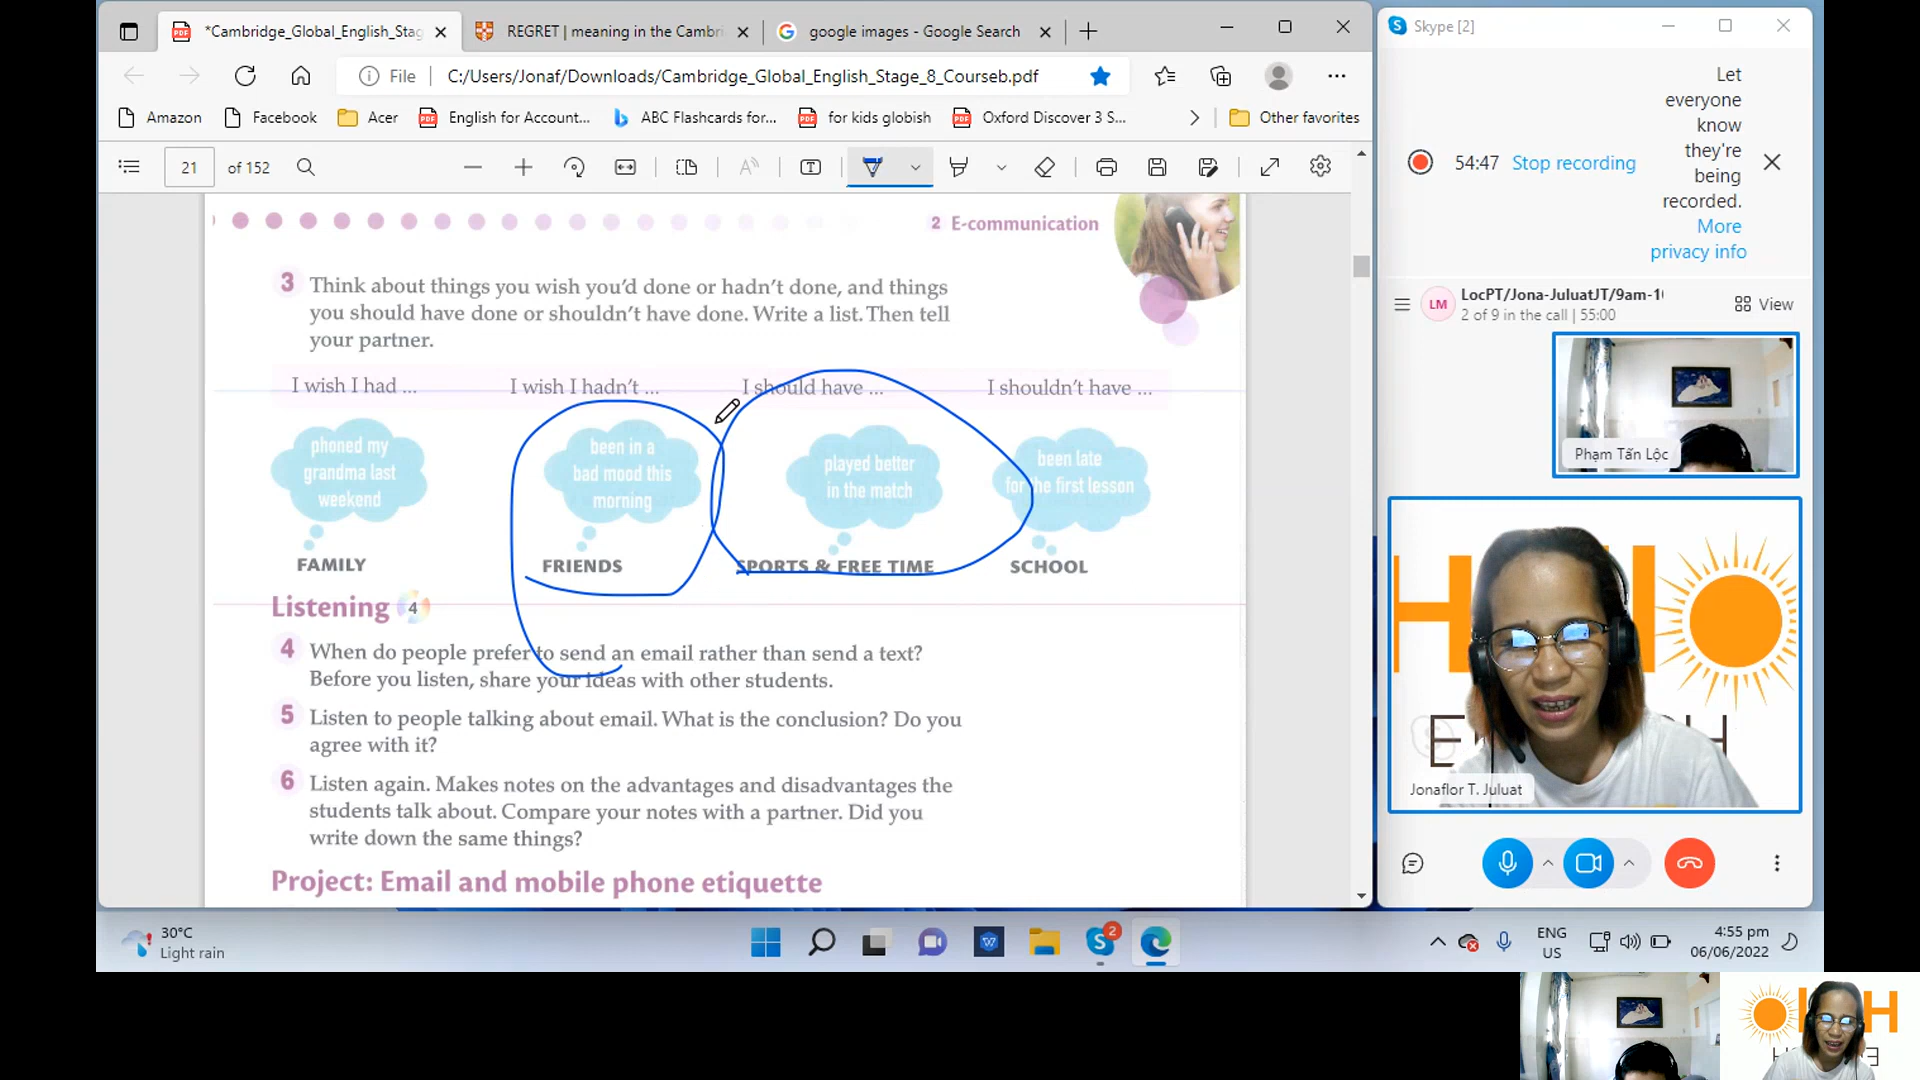 *Cambridge_Global_English_Stag
REGRET | meaning in the Cambri
google images - Google Search
File
C:/Users/Jonaf/Downloads/Cambridge_Global_English_Stage_8_Courseb.pdf
Amazon
Facebook
Acer
English for Account...
ABC Flashcards for...
for kids globish
Oxford Discover 3 S...
Other favorites
21 of 152
2 E-communication
3 Think about things you wish you'd done or hadn't done, and things
you should have done or shouldn't have done. Write a list. Then tell
your partner.
I wish I had ...
I wish I hadn't ...
I should have ...
I shouldn't have ...
phoned my
grandma last
weekend
been in a
bad mood this
morning
played better
in the match
been late
for the first lesson
FAMILY
FRIENDS
SPORTS & FREE TIME
SCHOOL
Listening 4
4 When do people prefer to send an email rather than send a text?
Before you listen, share your ideas with other students.
5 Listen to people talking about email. What is the conclusion? Do you
agree with it?
6 Listen again. Makes notes on the advantages and disadvantages the
students talk about. Compare your notes with a partner. Did you
write down the same things?
Project: Email and mobile phone etiquette
Skype [2]
54:47 Stop recording
Let
everyone
know
they're
being
recorded.
More
privacy info
LM
LocPT/Jona-JuluatJT/9am-1
2 of 9 in the call | 55:00
View
Phạm Tấn Lộc
Jonaflor T. Juluat
30°C
Light rain
2
ENG
US
4:55 pm
06/06/2022